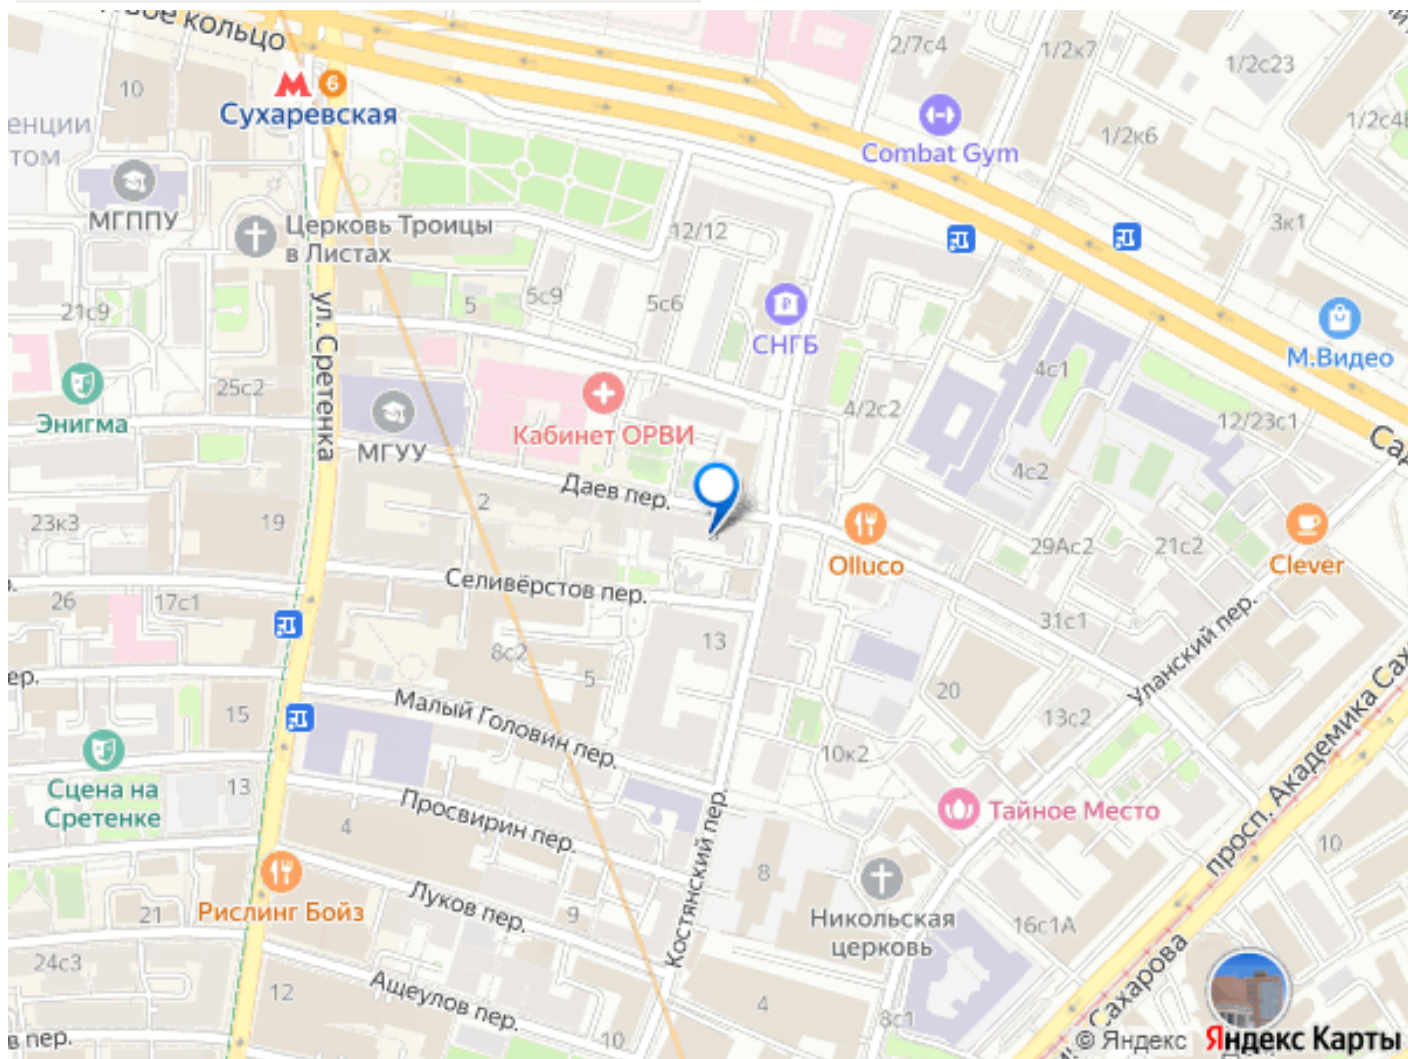 кольцо
2/7с4
1/2к7
1/2с23
10
6
Сухаревская
1/2к6
Combat Gym
МГППУ
Церковь Троицы
в Листах
12/12
3к1
21с9
5
5с9
5с6
СНГБ
М.Видео
ул. Сретенка
Энигма
25с2
МГУУ
Кабинет ОРВИ
4/2с2
4с1
12/23с1
4с2
Даев пер.
2
23к3
19
Olluco
29Ас2
21с2
Clever
Селивёрстов пер.
26
17с1
31с1
13
8с2
5
Уланский пер.
20
Малый Головин пер.
15
13с2
10к2
Сцена на
Сретенке
13
Тайное Место
просп. Академика
4
Просвирин пер.
8
10
Костянский пер.
Рислинг Бойз
21
Луков пер.
9
Никольская
церковь
16с1А
24с3
12
Ащеулов пер.
10
4
8с1
Сахарова
в пер.
© Яндекс
Яндекс Карты